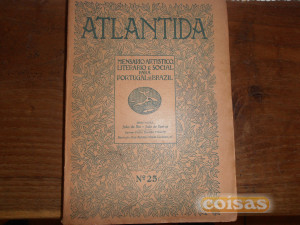 ATLANTIDA
MENSARIO ARTISTICO
LITERARIO E SOCIAL
PARA
PORTUGAL E BRAZIL
Nº 25
coisas